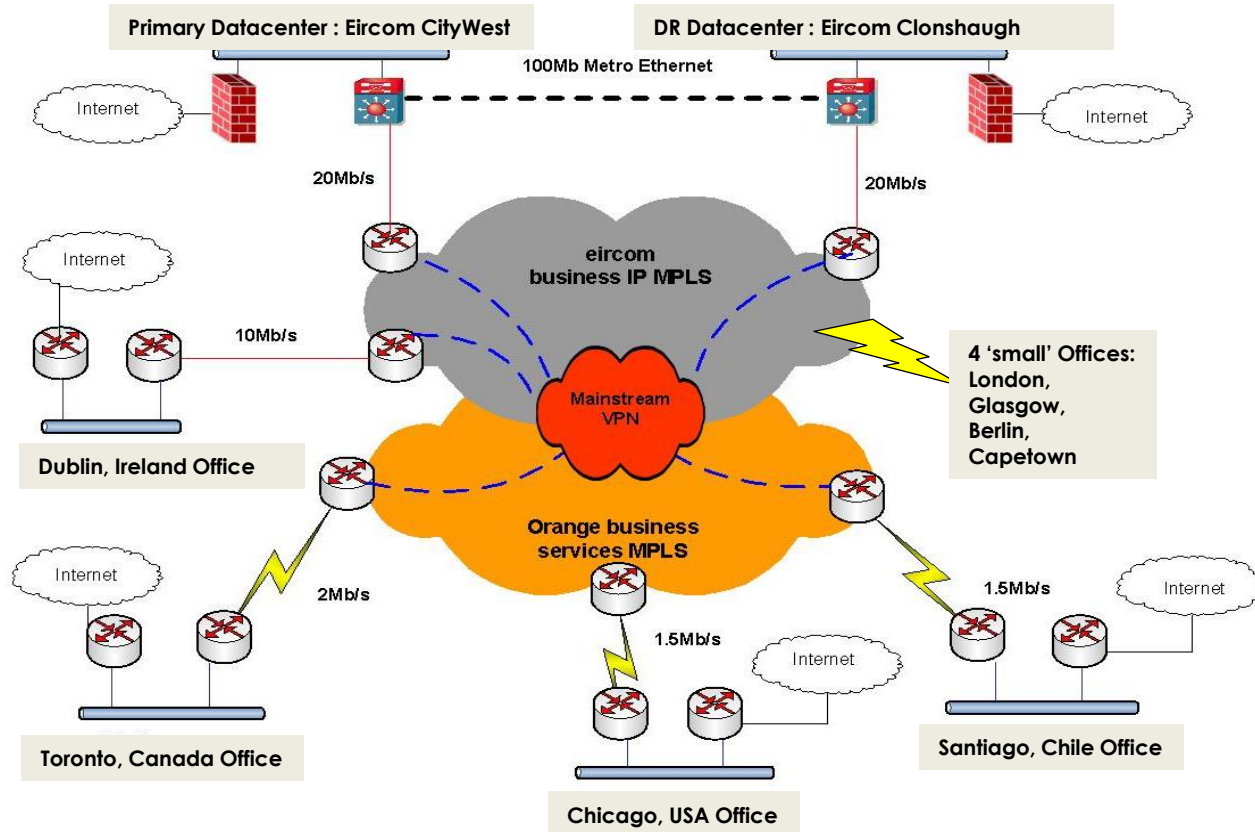 Primary Datacenter : Eircom CityWest
DR Datacenter : Eircom Clonshaugh
100Mb Metro Ethernet
Internet
Internet
20Mb/s
20Mb/s
eircom
business IP MPLS
Internet
10Mb/s
4 ‘small’ Offices:
London,
Glasgow,
Berlin,
Capetown
Mainstream
VPN
Dublin, Ireland Office
Orange business
services MPLS
Internet
2Mb/s
1.5Mb/s
1.5Mb/s
Internet
Internet
Toronto, Canada Office
Santiago, Chile Office
Chicago, USA Office